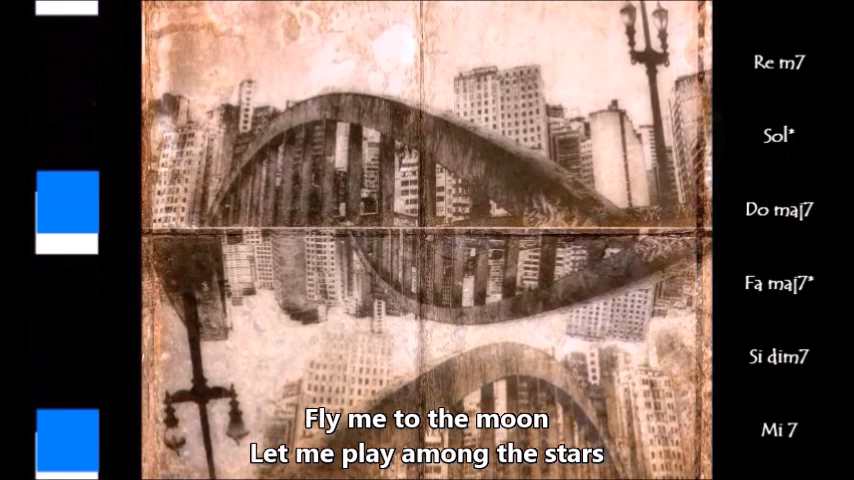 Re m7
Sol*
Do maj7
Fa maj7*
Si dim7
Mi 7
Fly me to the moon
Let me play among the stars